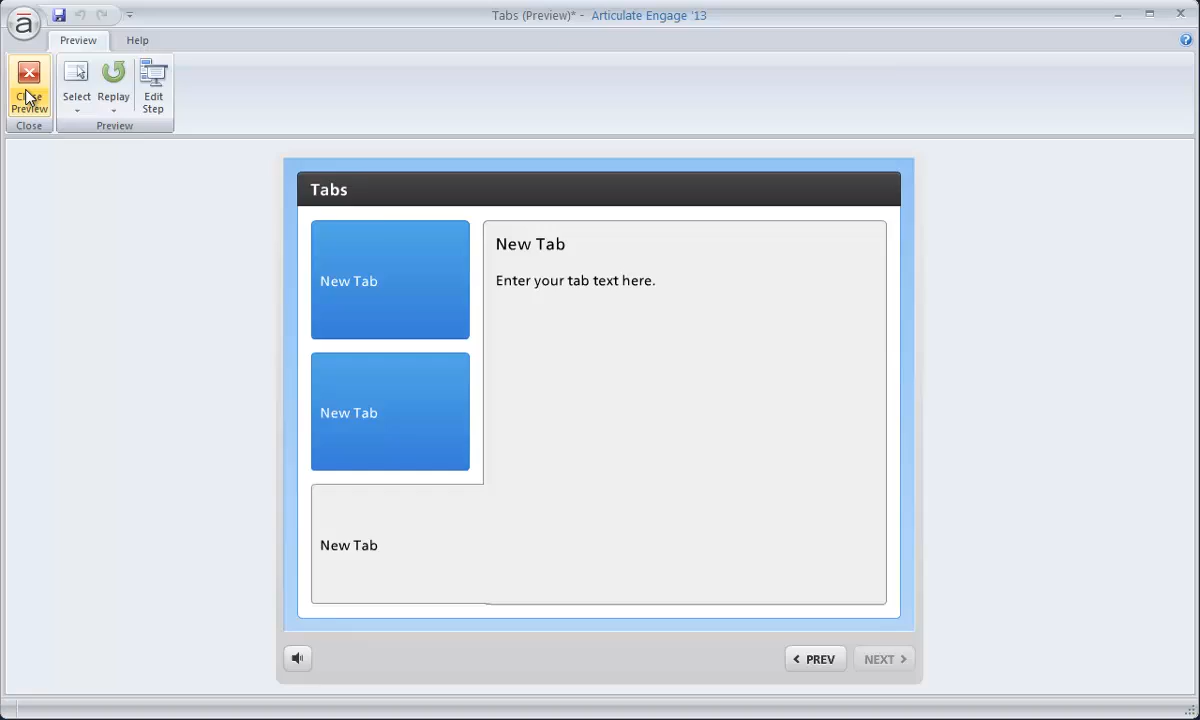 Tabs (Preview)* - Articulate Engage '13
Preview Help
Close Preview
Select
Replay
Edit Step
Close
Preview
Tabs
New Tab
New Tab
New Tab
New Tab
Enter your tab text here.
PREV
NEXT